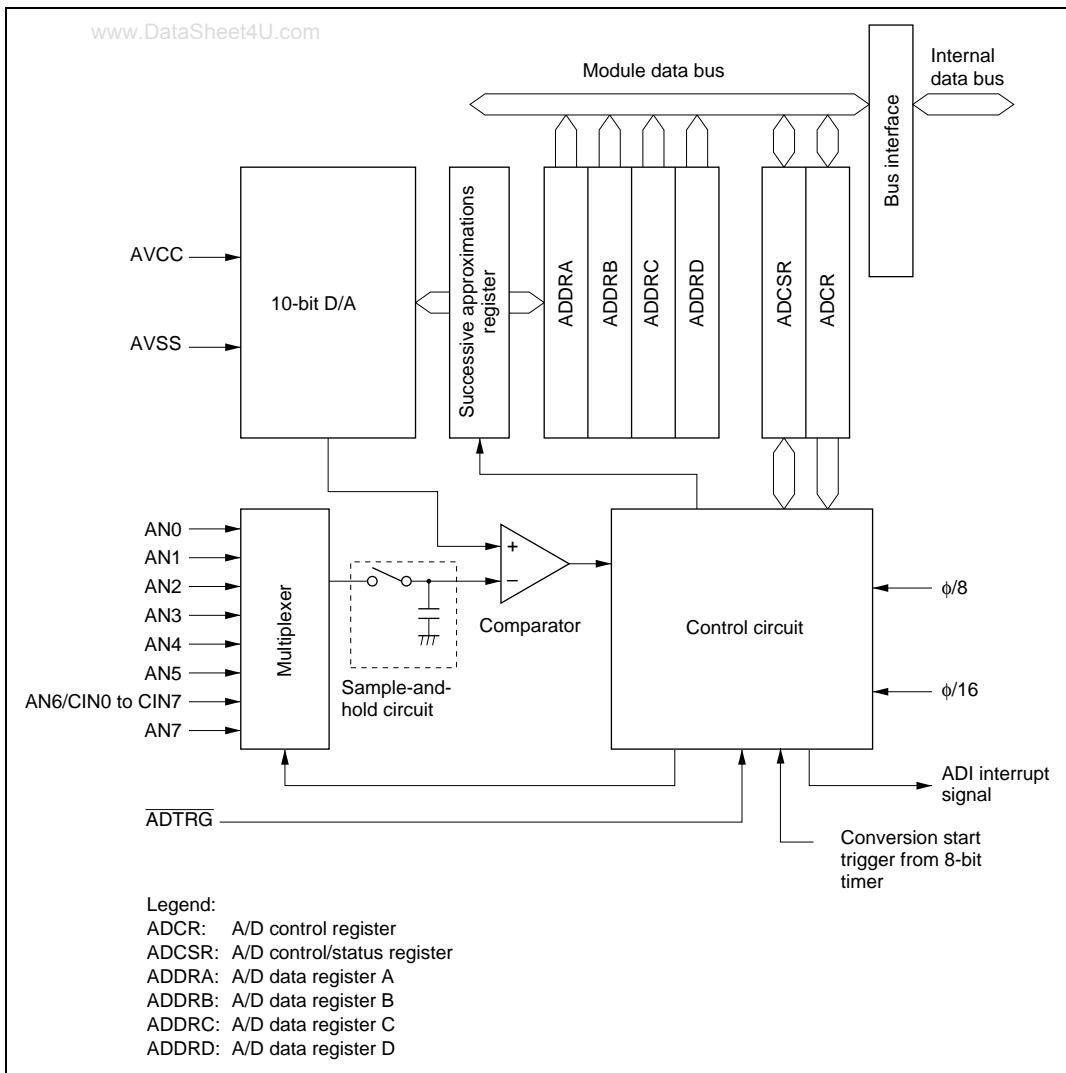 www.DataSheet4U.com
Module data bus
Internal
data bus
Bus interface
AVCC
AVSS
10-bit D/A
Successive approximations
register
ADDRA
ADDRB
ADDRC
ADDRD
ADCSR
ADCR
AN0
AN1
AN2
AN3
AN4
AN5
AN6/CIN0 to CIN7
AN7
Multiplexer
Sample-and-
hold circuit
+
−
Comparator
Control circuit
ϕ/8
ϕ/16
ADI interrupt
signal
ADTRG
Conversion start
trigger from 8-bit
timer
Legend:
ADCR: A/D control register
ADCSR: A/D control/status register
ADDRA: A/D data register A
ADDRB: A/D data register B
ADDRC: A/D data register C
ADDRD: A/D data register D